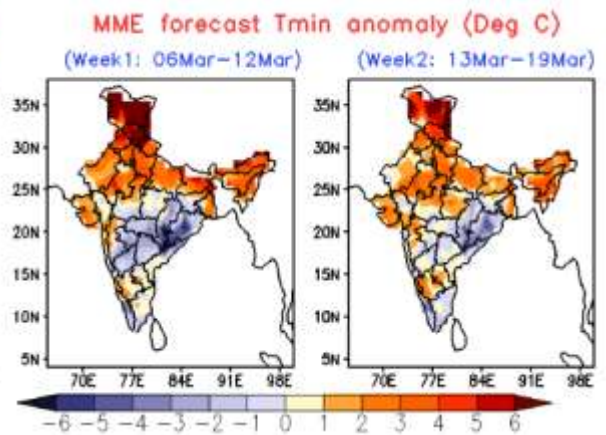 MME forecast Tmin anomaly (Deg C)
(Week1: 06Mar–12Mar)
(Week2: 13Mar–19Mar)
35N
30N
25N
20N
15N
10N
5N
70E 77E 84E 91E 98E
35N
30N
25N
20N
15N
10N
5N
70E 77E 84E 91E 98E
-6 -5 -4 -3 -2 -1 0 1 2 3 4 5 6